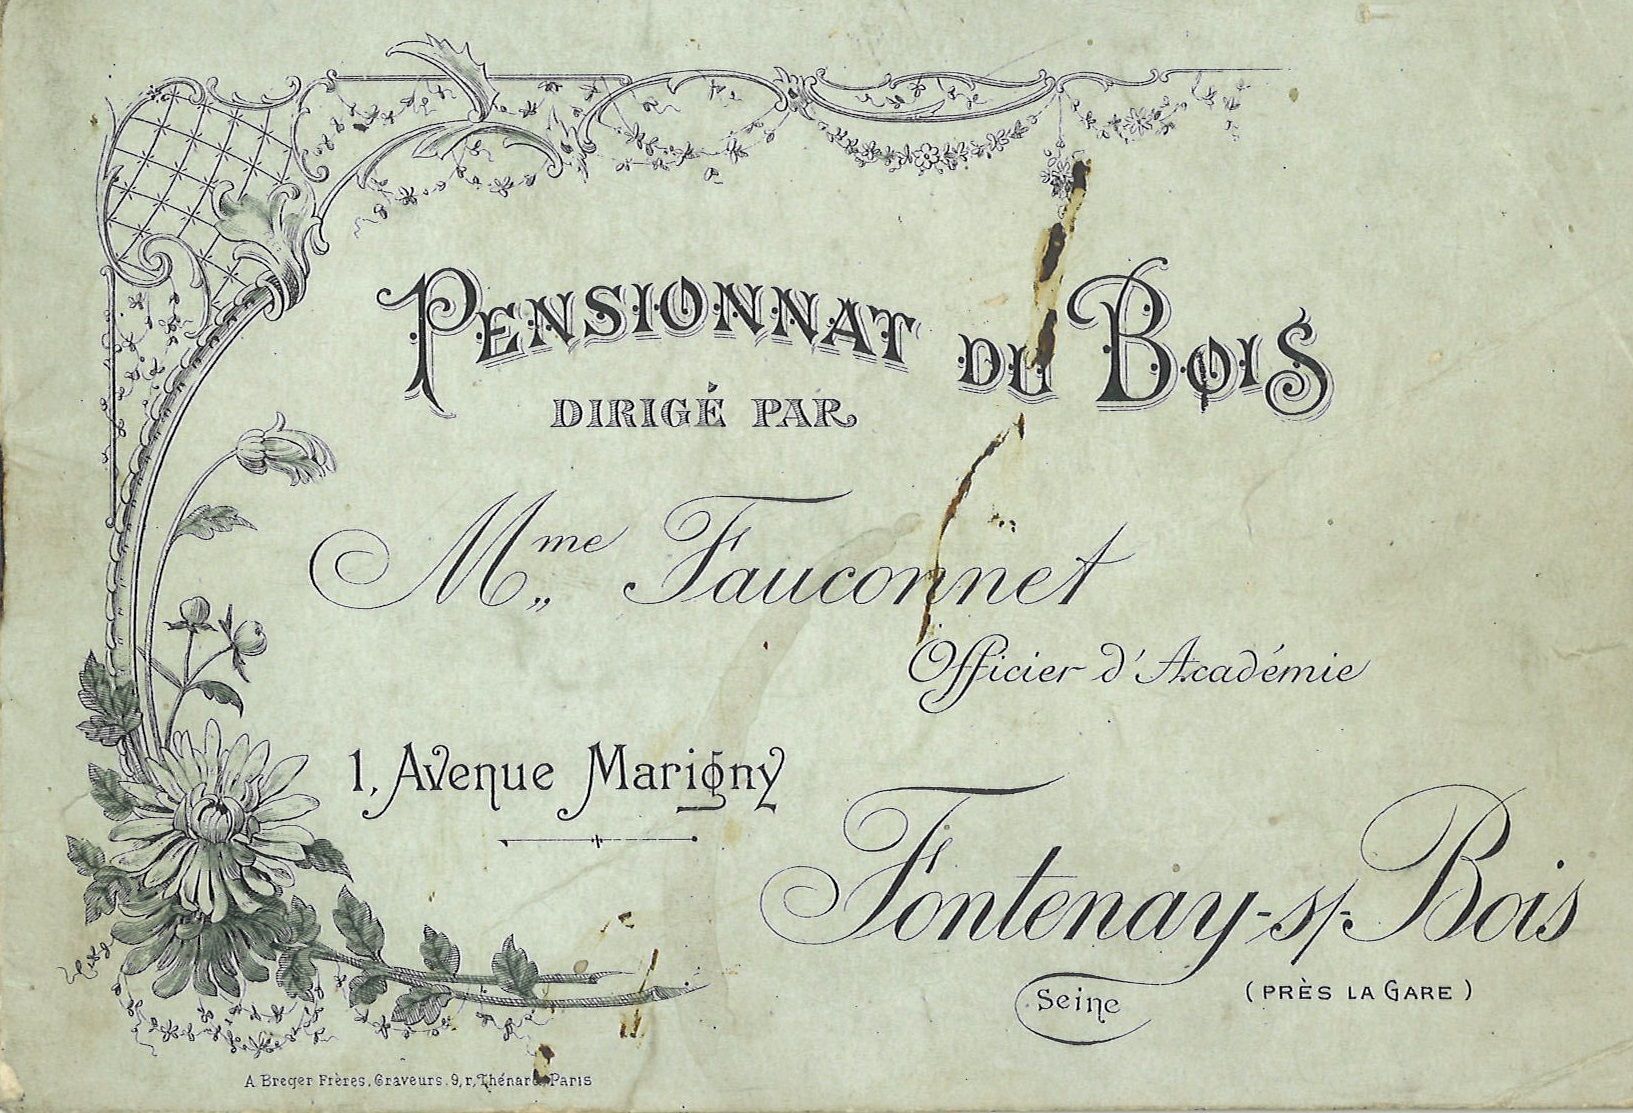 PENSIONNAT DU BOIS
DIRIGÉ PAR
Mme Fauconnet
Officier d'Académie
1, Avenue Marigny
Fontenay-s/-Bois
Seine
(PRÈS LA GARE)
A. Breger Frères, Graveurs. 9, r. Thénard, Paris